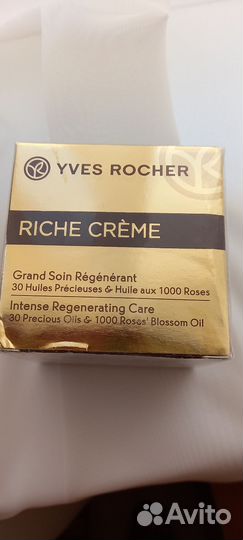 YVES ROCHER
RICHE CRÈME
Grand Soin Régénérant
30 Huiles Précieuses & Huile aux 1000 Roses
Intense Regenerating Care
30 Precious Oils & 1000 Roses' Blossom Oil
Avito